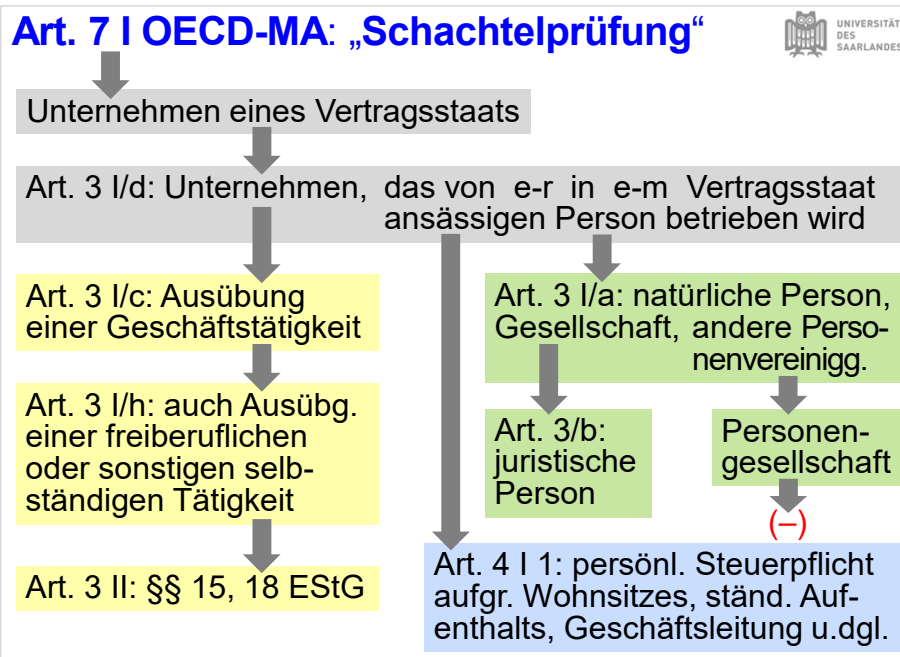 Art. 7 I OECD-MA: „Schachtelprüfung“
UNIVERSITÄT
DES
SAARLANDES
Unternehmen eines Vertragsstaats
Art. 3 I/d: Unternehmen, das von e-r in e-m Vertragsstaat
ansässigen Person betrieben wird
Art. 3 I/c: Ausübung
einer Geschäftstätigkeit
Art. 3 I/h: auch Ausübg.
einer freiberuflichen
oder sonstigen selb-
ständigen Tätigkeit
Art. 3 II: §§ 15, 18 EStG
Art. 3 I/a: natürliche Person,
Gesellschaft, andere Perso-
nenvereinigg.
Art. 3/b:
juristische
Person
Personen-
gesellschaft
(–)
Art. 4 I 1: persönl. Steuerpflicht
aufgr. Wohnsitzes, ständ. Auf-
enthalts, Geschäftsleitung u.dgl.